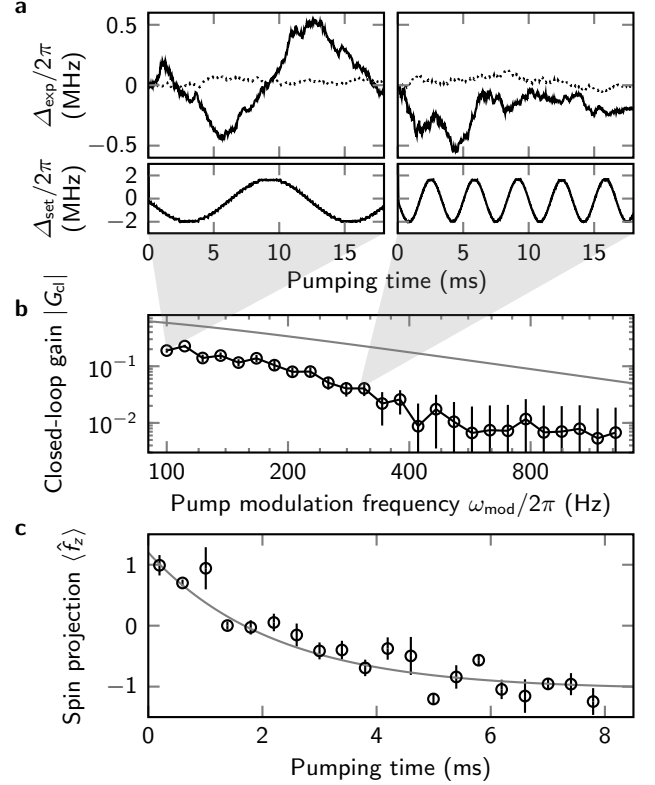 a
Δexp/2π
(MHz)
0.5
0
−0.5
Δset/2π
(MHz)
2
0
−2
0 5 10 15 0 5 10 15
Pumping time (ms)
b
Closed-loop gain |Gcl|
10⁻¹
10⁻²
100 200 400 800
Pump modulation frequency ωmod/2π (Hz)
c
Spin projection ⟨f̂z⟩
1
0
−1
0 2 4 6 8
Pumping time (ms)